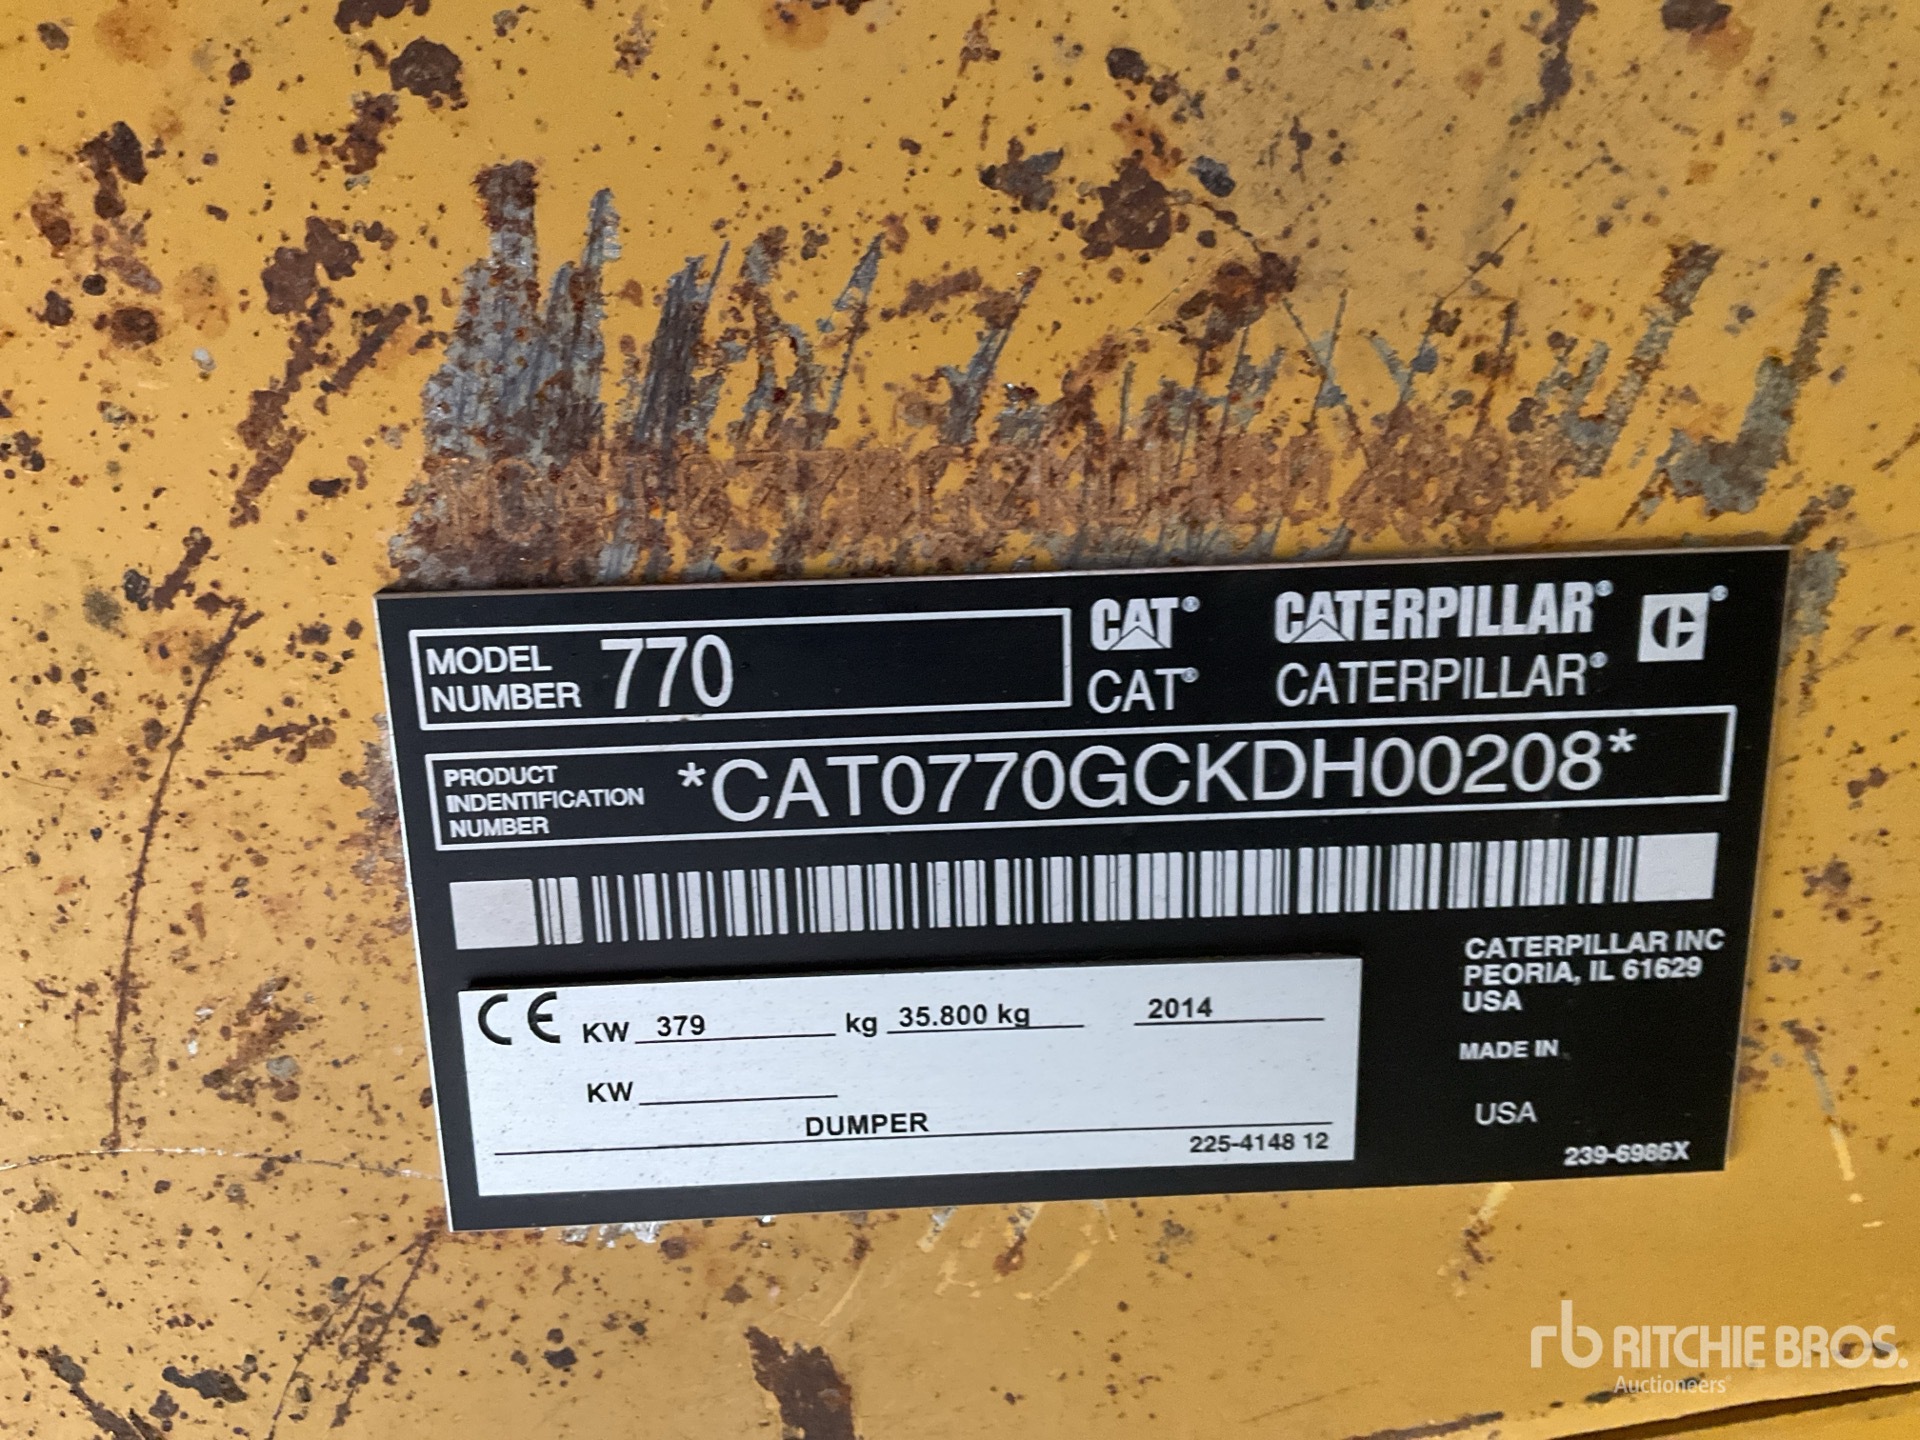 MODEL
NUMBER 770
CAT® CATERPILLAR® C®
CAT® CATERPILLAR®
PRODUCT
INDENTIFICATION
NUMBER
*CAT0770GCKDH00208*
CE KW 379 kg 35.800 kg 2014
KW
DUMPER
225-4148 12
CATERPILLAR INC
PEORIA, IL 61629
USA
MADE IN
USA
239-6986X
rb RITCHIE BROS.
Auctioneers